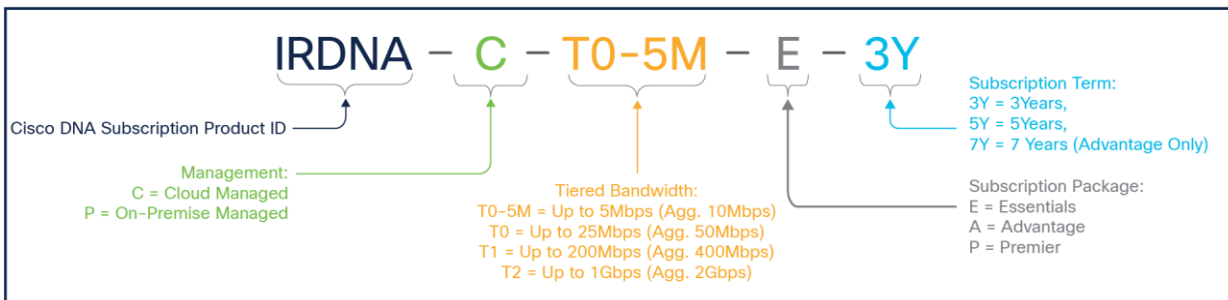 IRDNA - C - T0-5M - E - 3Y
Cisco DNA Subscription Product ID
Management:
C = Cloud Managed
P = On-Premise Managed
Tiered Bandwidth:
T0-5M = Up to 5Mbps (Agg. 10Mbps)
T0 = Up to 25Mbps (Agg. 50Mbps)
T1 = Up to 200Mbps (Agg. 400Mbps)
T2 = Up to 1Gbps (Agg. 2Gbps)
Subscription Term:
3Y = 3Years,
5Y = 5Years,
7Y = 7 Years (Advantage Only)
Subscription Package:
E = Essentials
A = Advantage
P = Premier